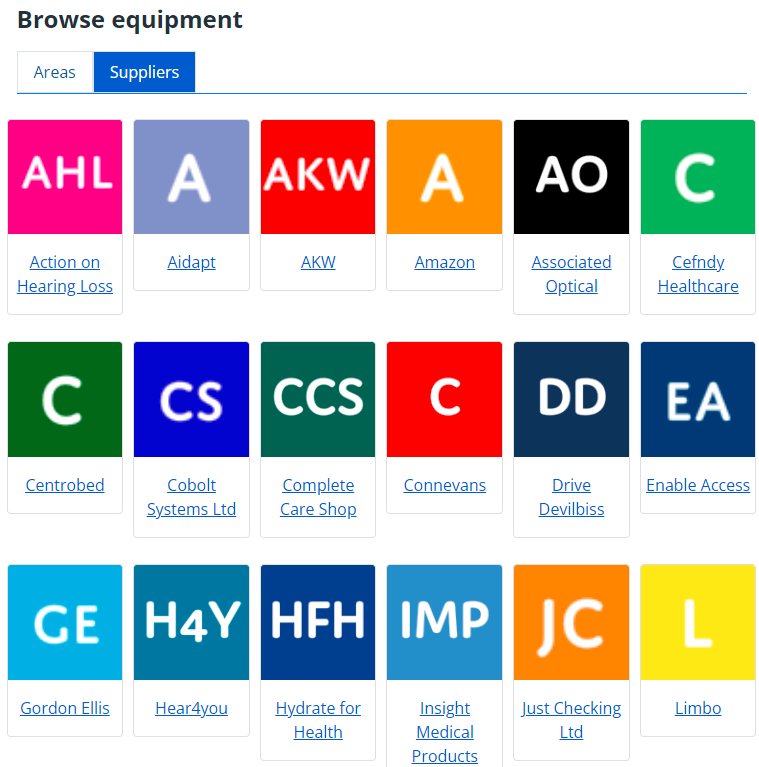 Browse equipment
Areas Suppliers
AHL A AKW A AO C
Action on Hearing Loss
Aidapt
AKW
Amazon
Associated Optical
Cefndy Healthcare
C CS CCS C DD EA
Centrobed
Cobolt Systems Ltd
Complete Care Shop
Connevans
Drive Devilbiss
Enable Access
GE H4Y HFH IMP JC L
Gordon Ellis
Hear4you
Hydrate for Health
Insight Medical Products
Just Checking Ltd
Limbo